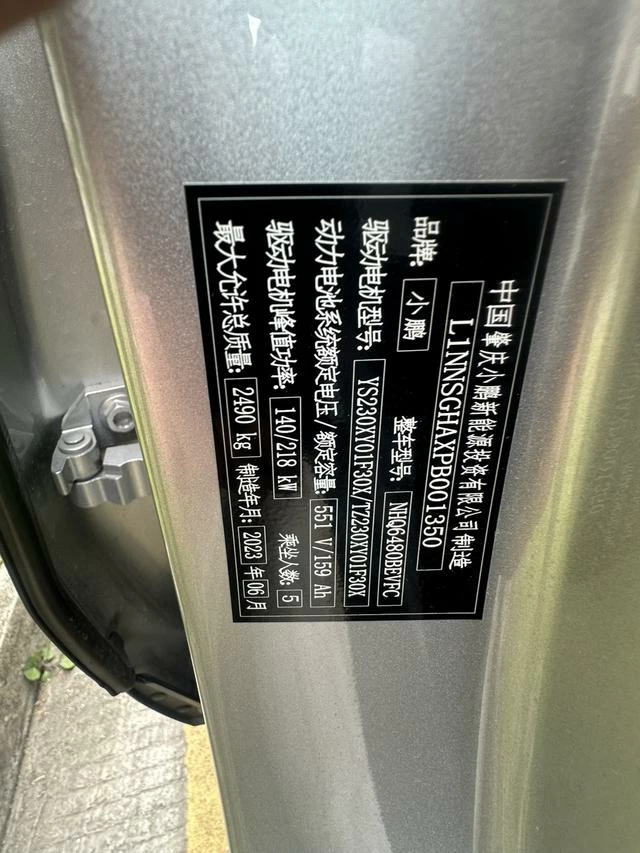 中国肇庆小鹏新能源投资有限公司制造
L1NNSGHAXPB001350
品牌: 小鹏 整车型号: NHQ6480BEVFC
驱动电机型号: YS230XY01F30X/TZ230XY01F30X
动力电池系统额定电压/额定容量: 551 V/159 Ah
驱动电机峰值功率: 140/218 kW 乘坐人数: 5
最大允许总质量: 2490 kg 制造年月: 2023 年 06 月